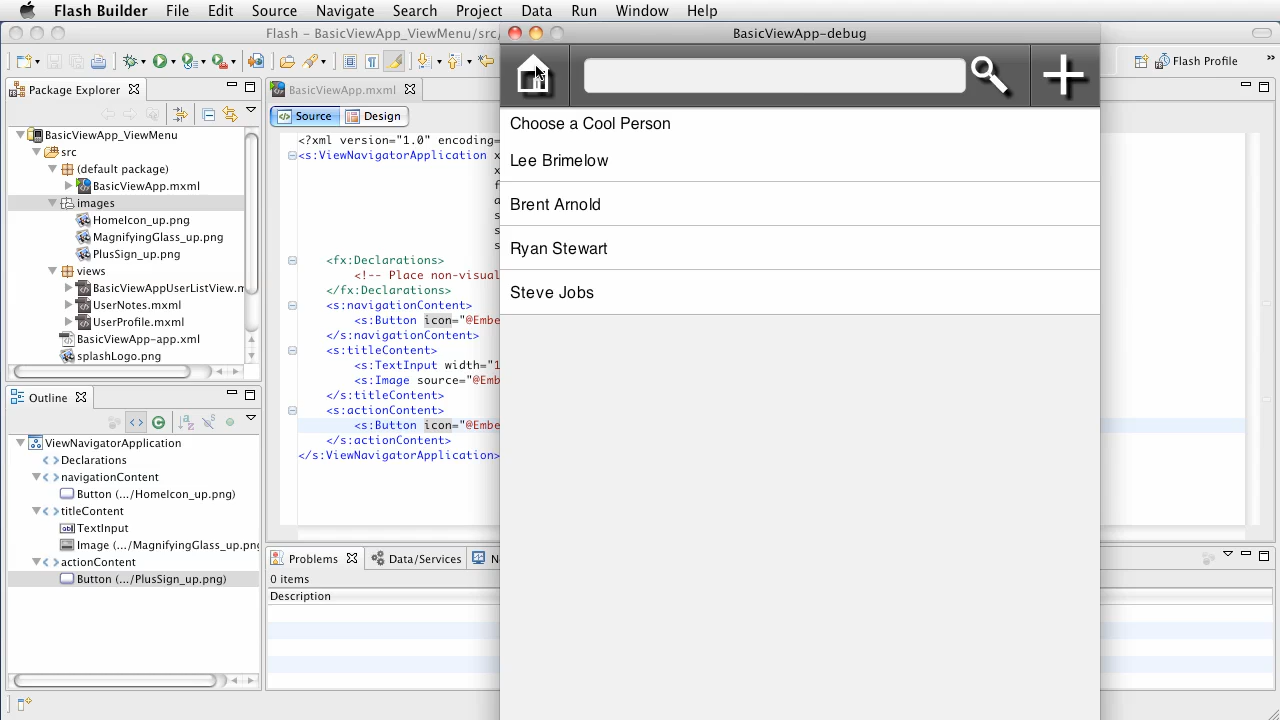 Flash Builder File Edit Source Navigate Search Project Data Run Window Help
Flash - BasicViewApp_ViewMenu/src/
BasicViewApp-debug
Flash Profile
Package Explorer
BasicViewApp.mxml
Source Design
BasicViewApp_ViewMenu
src
(default package)
BasicViewApp.mxml
images
HomeIcon_up.png
MagnifyingGlass_up.png
PlusSign_up.png
views
BasicViewAppUserListView.m
UserNotes.mxml
UserProfile.mxml
BasicViewApp-app.xml
splashLogo.png
<?xml version="1.0" encoding=
<s:ViewNavigatorApplication x
x
f
a
s
s
s
<fx:Declarations>
<!-- Place non-visual
</fx:Declarations>
<s:navigationContent>
<s:Button icon="@Embe
</s:navigationContent>
<s:titleContent>
<s:TextInput width="1
<s:Image source="@Emb
</s:titleContent>
<s:actionContent>
<s:Button icon="@Embe
</s:actionContent>
</s:ViewNavigatorApplication>
Choose a Cool Person
Lee Brimelow
Brent Arnold
Ryan Stewart
Steve Jobs
Outline
ViewNavigatorApplication
Declarations
navigationContent
Button (.../HomeIcon_up.png)
titleContent
TextInput
Image (.../MagnifyingGlass_up.png
actionContent
Button (.../PlusSign_up.png)
Problems Data/Services N
0 items
Description